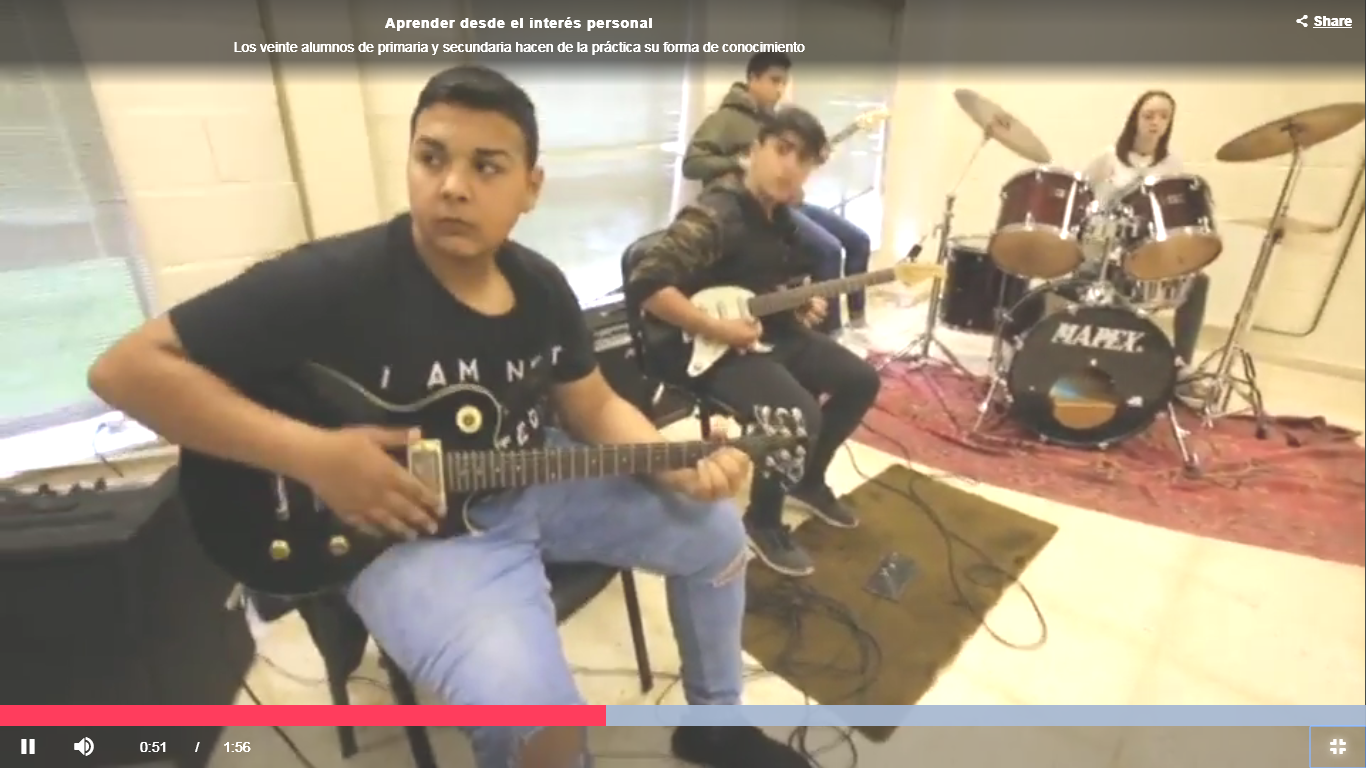 Aprender desde el interés personal
Share
Los veinte alumnos de primaria y secundaria hacen de la práctica su forma de conocimiento
I AM
MAPEX
0:51 / 1:56